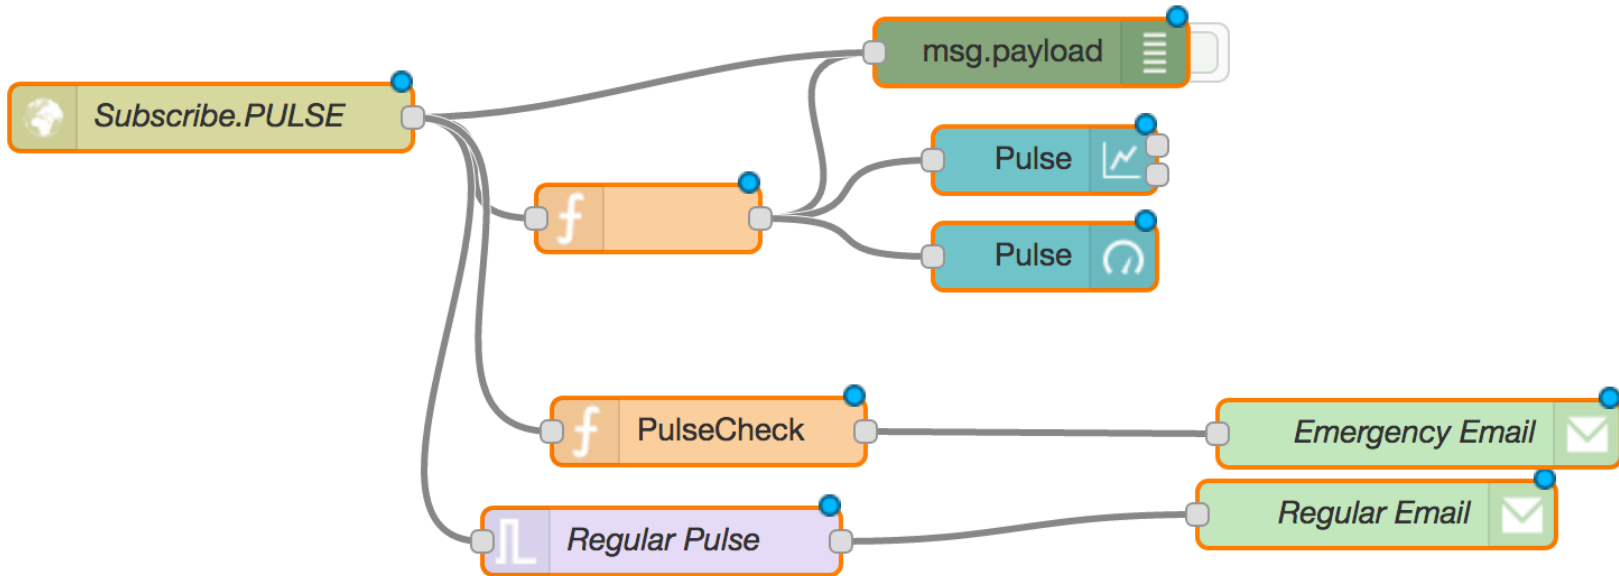 msg.payload
Subscribe.PULSE
Pulse
Pulse
PulseCheck
Emergency Email
Regular Email
Regular Pulse